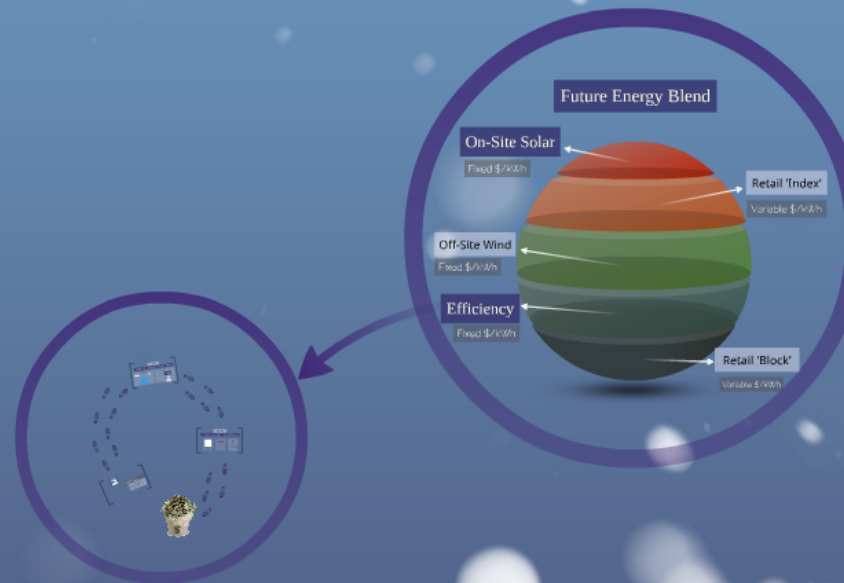 Future Energy Blend
On-Site Solar
Fixed $/kWh
Retail 'Index'
Variable $/kWh
Off-Site Wind
Fixed $/kWh
Efficiency
Fixed $/kWh
Retail 'Block'
Variable $/kWh